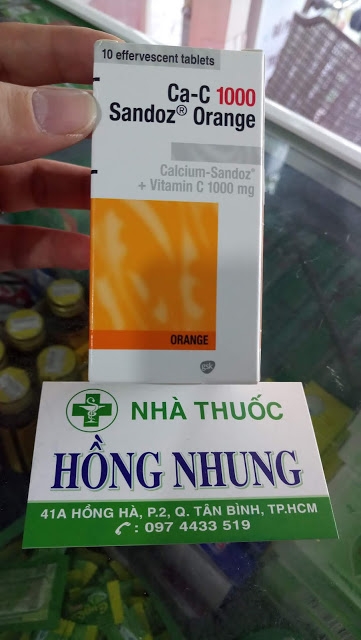 10 effervescent tablets
Ca-C 1000
Sandoz® Orange
Calcium-Sandoz®
+ Vitamin C 1000 mg
ORANGE
gsk
NHÀ THUỐC
HỒNG NHUNG
41A HỒNG HÀ, P.2, Q. TÂN BÌNH, TP.HCM
: 097 4433 519